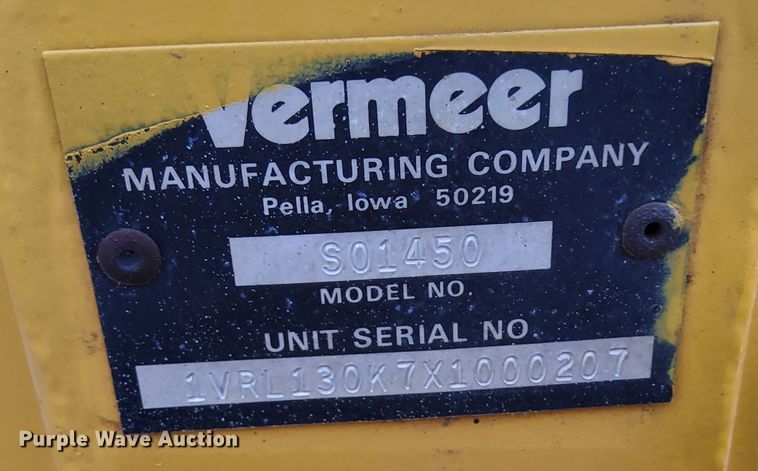 Vermeer
MANUFACTURING COMPANY
Pella, Iowa 50219
S01450
MODEL NO.
UNIT SERIAL NO.
1VRL130K7X1000207
Purple Wave Auction